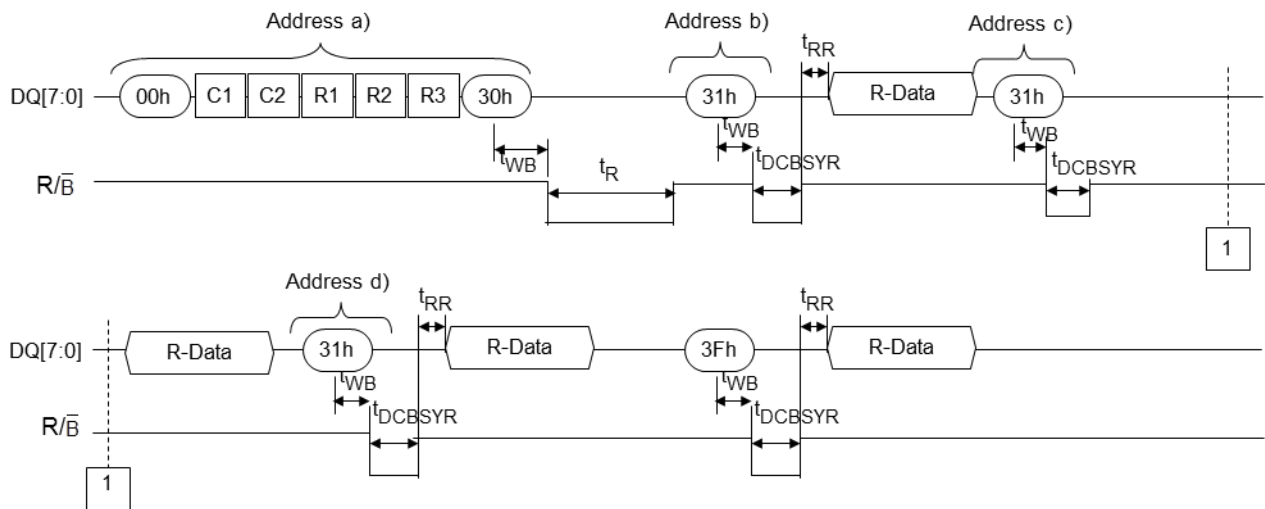 Address a) Address b) Address c)
tRR
DQ[7:0] 00h C1 C2 R1 R2 R3 30h 31h R-Data 31h
tWB tWB tWB
tR tDCBSYR tDCBSYR
R/B̅
1
Address d)
tRR tRR
DQ[7:0] R-Data 31h R-Data 3Fh R-Data
tWB tWB
tDCBSYR tDCBSYR
R/B̅
1